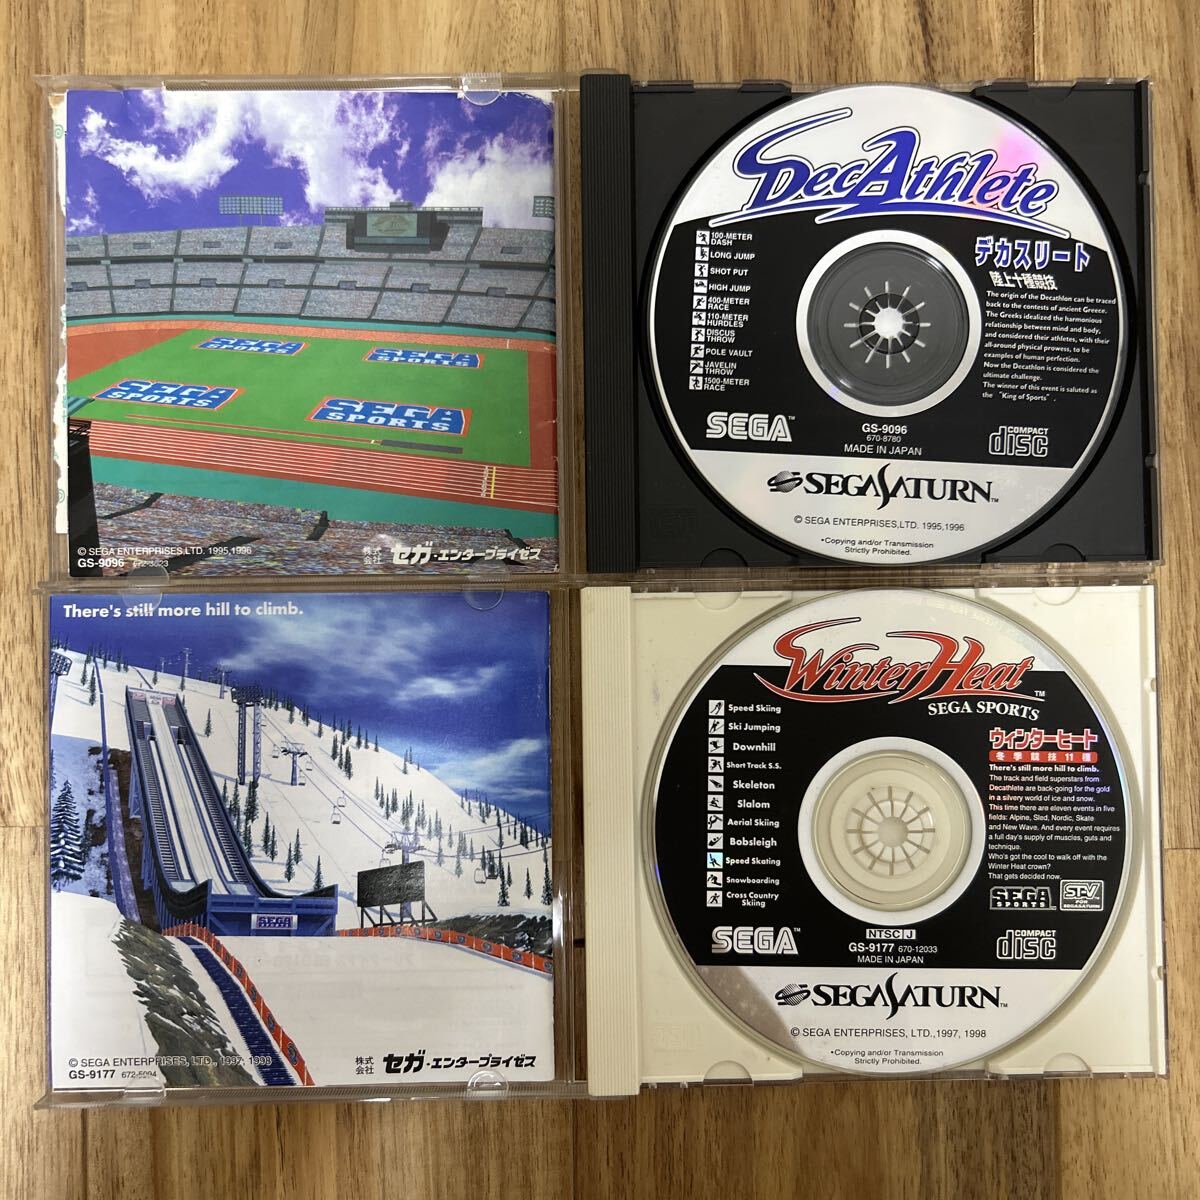 SEGA SPORTS
SEGA SPORTS
SEGA SPORTS
SEGA SPORTS
© SEGA ENTERPRISES,LTD. 1995,1996
GS-9096 672-3823
株式会社 セガ・エンタープライゼス
DecAthlete
デカスリート
陸上十種競技
100-METER DASH
LONG JUMP
SHOT PUT
HIGH JUMP
400-METER RACE
110-METER HURDLES
DISCUS THROW
POLE VAULT
JAVELIN THROW
1500-METER RACE
The origin of the Decathlon can be traced
back to the contests of ancient Greece.
The Greeks idealized the harmonious
relationship between mind and body,
and considered their athletes, with their
all-around physical prowess, to be
examples of human perfection.
Now the Decathlon is considered the
ultimate challenge.
The winner of this event is saluted as
the "King of Sports".
SEGA™
GS-9096
670-8780
MADE IN JAPAN
COMPACT disc
SEGA SATURN™
© SEGA ENTERPRISES,LTD. 1995,1996
•Copying and/or Transmission
Strictly Prohibited.
There's still more hill to climb.
SEGA SPORTS
© SEGA ENTERPRISES, LTD., 1997, 1998
GS-9177 672-5094
株式会社 セガ・エンタープライゼス
Winter Heat™
SEGA SPORTS
Speed Skiing
Ski Jumping
Downhill
Short Track S.S.
Skeleton
Slalom
Aerial Skiing
Bobsleigh
Speed Skating
Snowboarding
Cross Country Skiing
ウィンターヒート
冬季競技11種
There's still more hill to climb.
The track and field superstars from
Decathlete are back-going for the gold
in a silvery world of ice and snow.
This time there are eleven events in five
fields: Alpine, Sled, Nordic, Skate
and New Wave. And every event requires
a full day's supply of muscles, guts and
technique.
Who's got the cool to walk off with the
Winter Heat crown?
That gets decided now.
SEGA SPORTS™
ST-V FOR SEGASATURN
SEGA™
NTSC J
GS-9177 670-12033
MADE IN JAPAN
COMPACT disc
SEGA SATURN™
© SEGA ENTERPRISES, LTD.,1997, 1998
•Copying and/or Transmission
Strictly Prohibited.